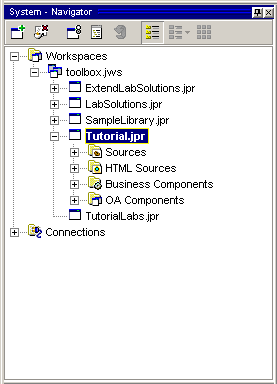 System - Navigator
Workspaces
toolbox.jws
ExtendLabSolutions.jpr
LabSolutions.jpr
SampleLibrary.jpr
Tutorial.jpr
Sources
HTML Sources
Business Components
OA Components
TutorialLabs.jpr
Connections